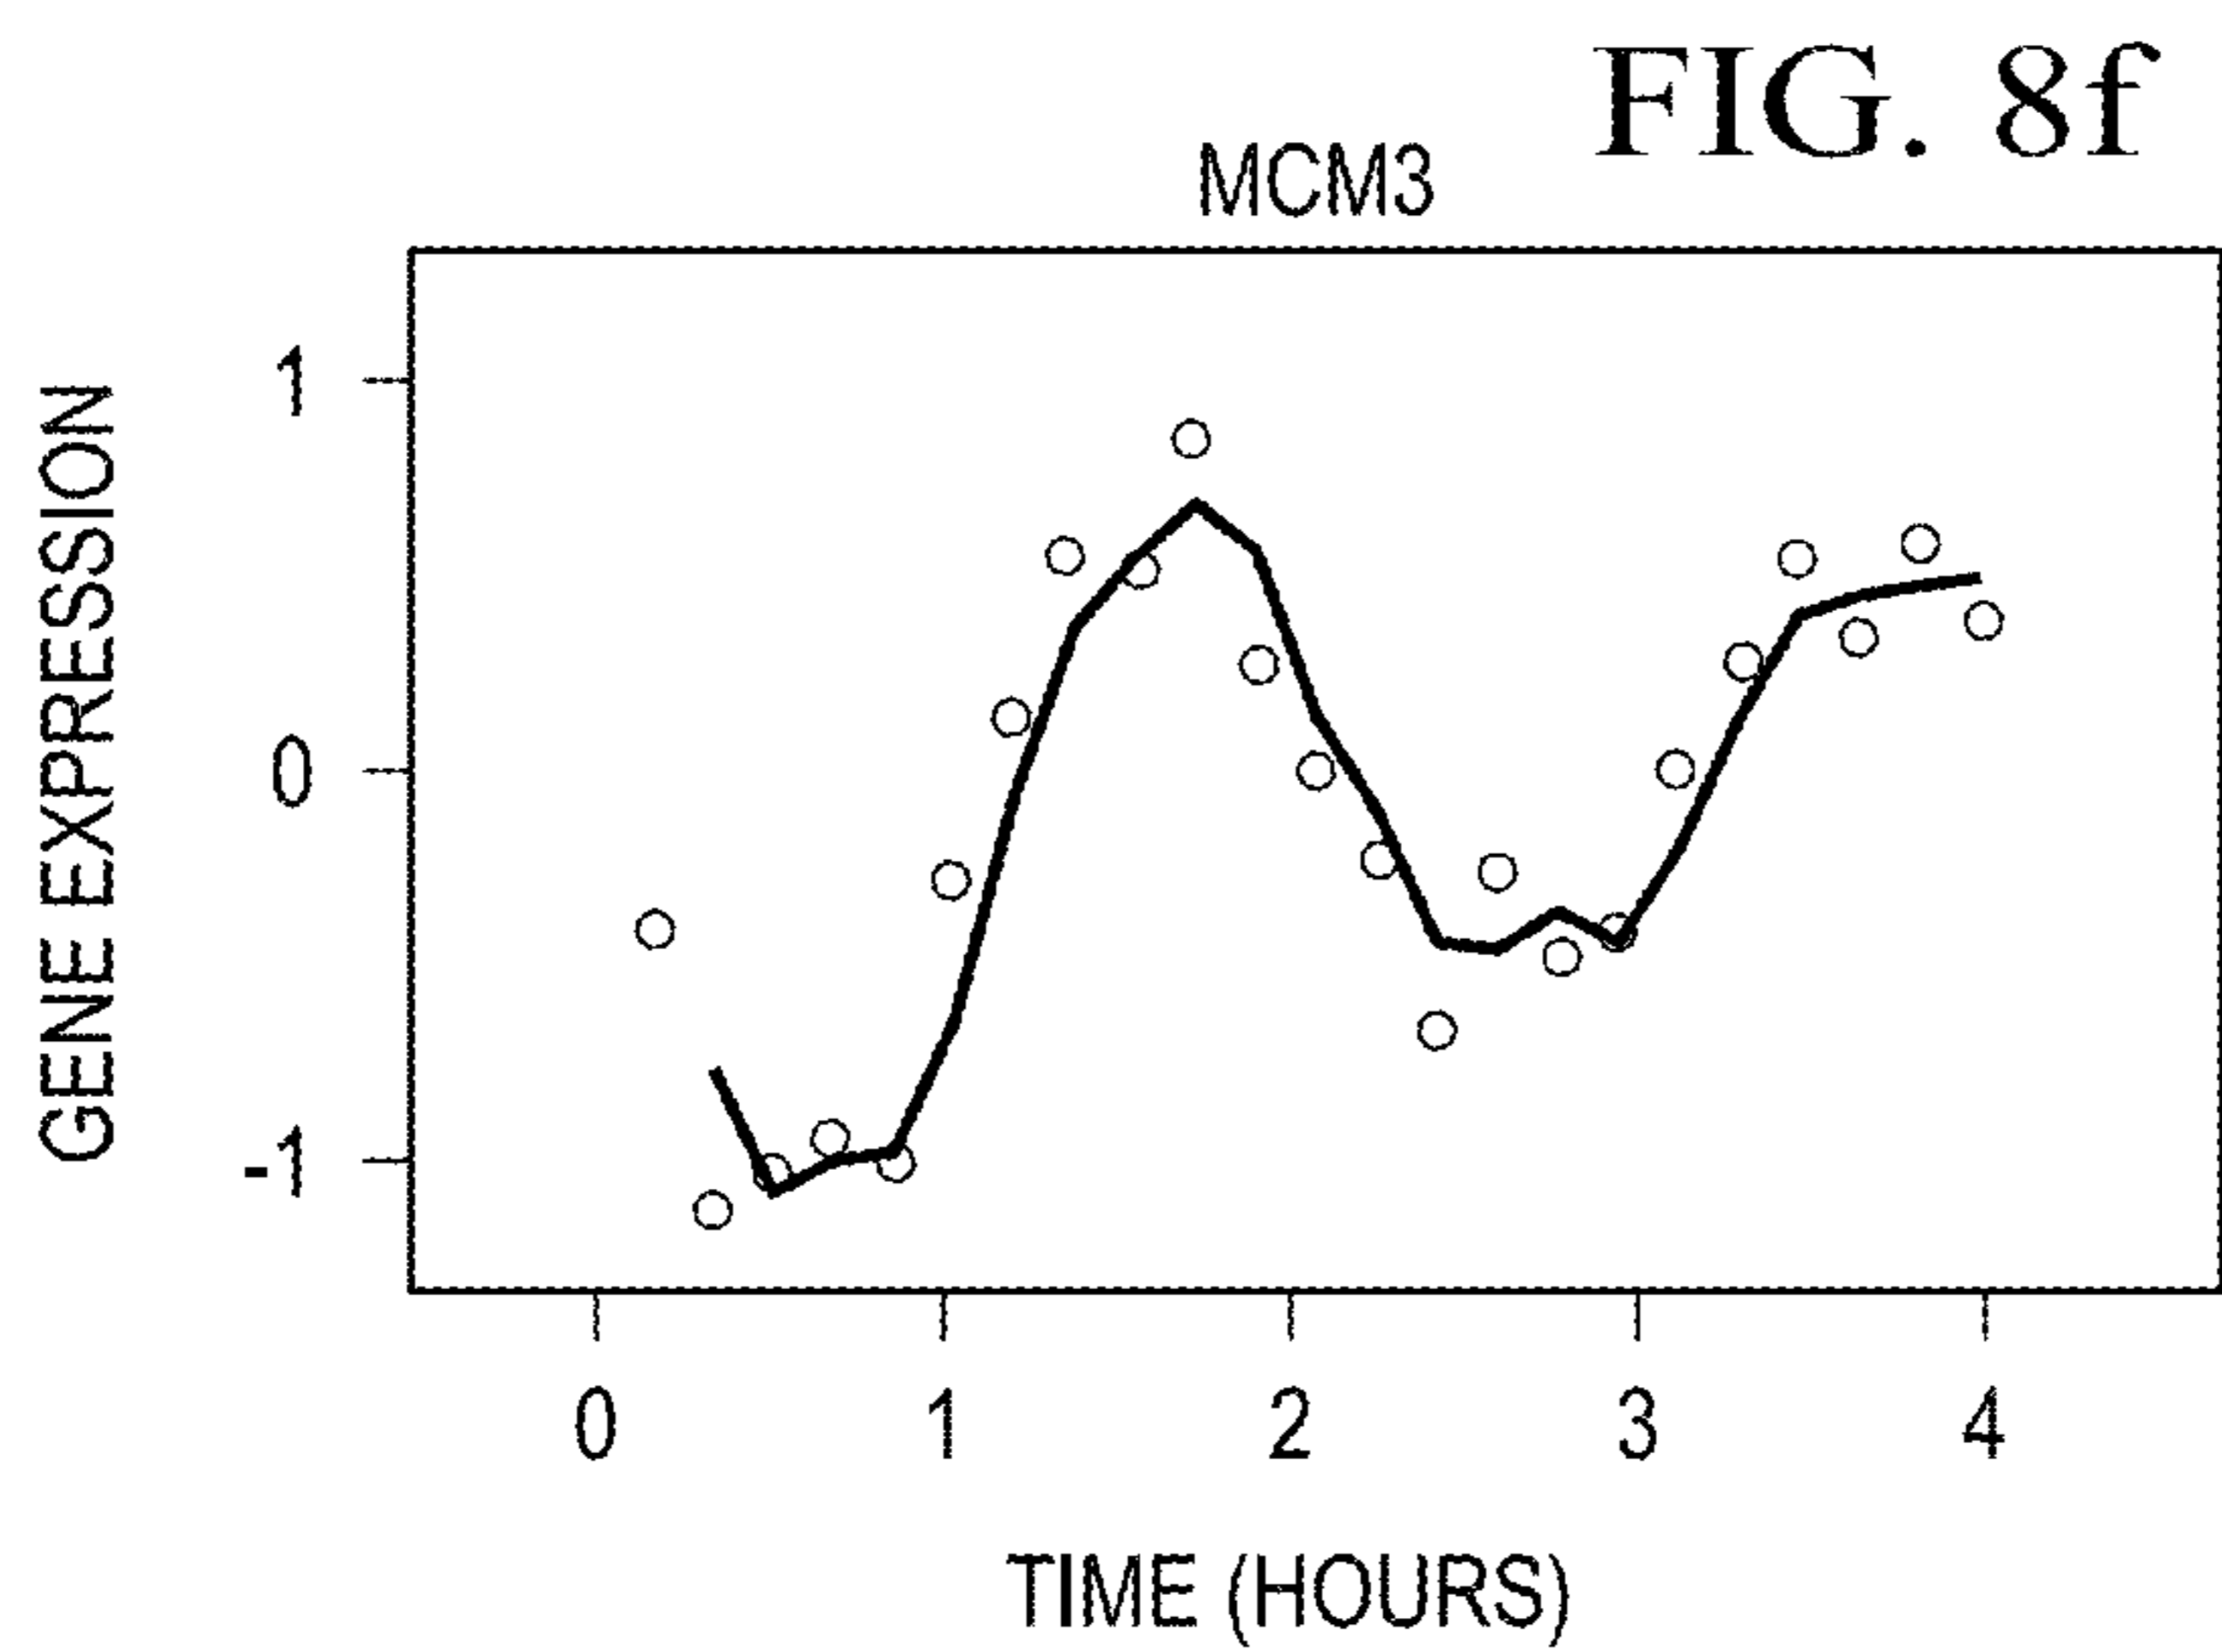 FIG. 8f
MCM3
GENE EXPRESSION
1
0
-1
0 1 2 3 4
TIME (HOURS)